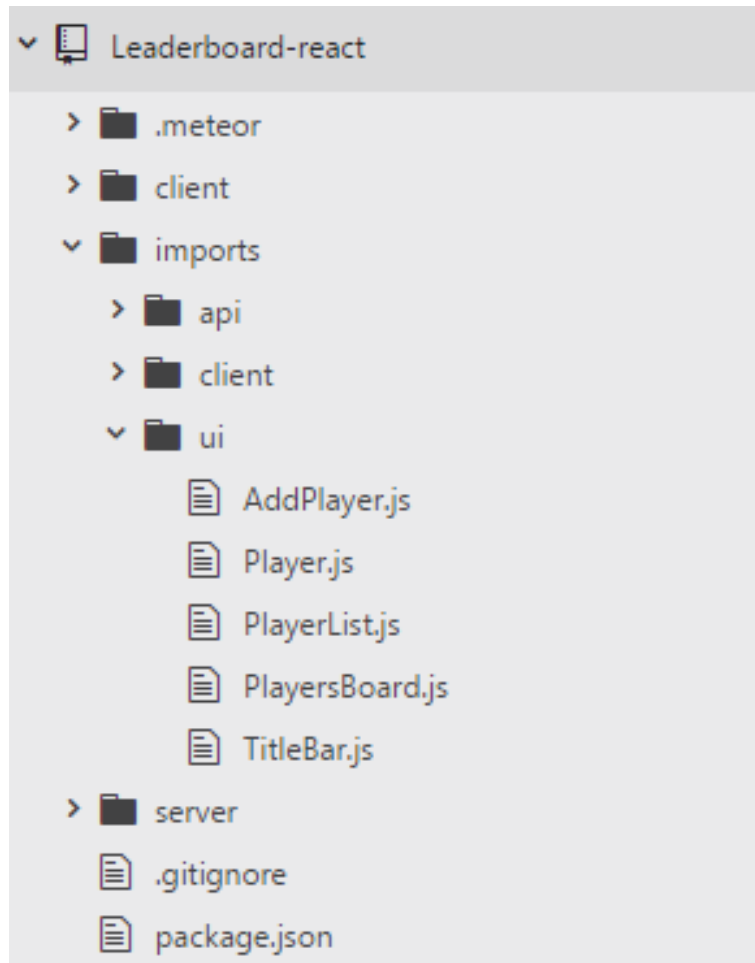 Leaderboard-react
.meteor
client
imports
api
client
ui
AddPlayer.js
Player.js
PlayerList.js
PlayersBoard.js
TitleBar.js
server
.gitignore
package.json